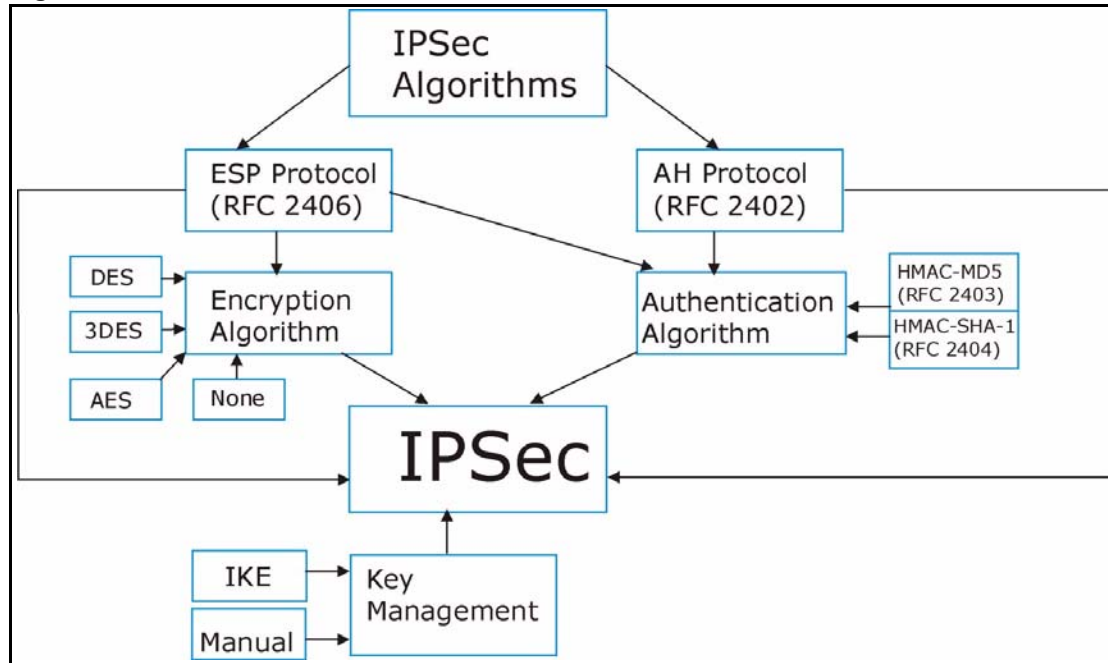 IPSec
Algorithms
ESP Protocol
(RFC 2406)
AH Protocol
(RFC 2402)
DES
3DES
AES
None
Encryption
Algorithm
Authentication
Algorithm
HMAC-MD5
(RFC 2403)
HMAC-SHA-1
(RFC 2404)
IPSec
IKE
Manual
Key
Management